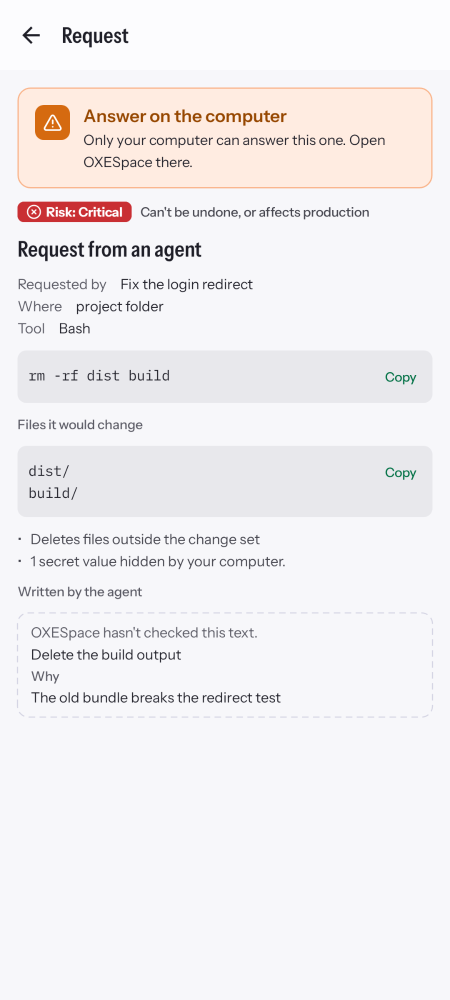 Request
Answer on the computer
Only your computer can answer this one. Open
OXESpace there.
Risk: Critical Can't be undone, or affects production
Request from an agent
Requested by Fix the login redirect
Where project folder
Tool Bash
rm -rf dist build Copy
Files it would change
dist/ Copy
build/
• Deletes files outside the change set
• 1 secret value hidden by your computer.
Written by the agent
OXESpace hasn't checked this text.
Delete the build output
Why
The old bundle breaks the redirect test